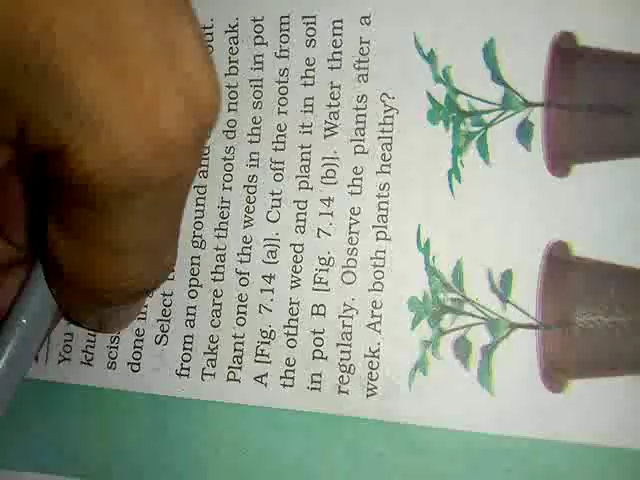 You
khu
scis
done in
Select
from an open ground and
Take care that their roots do not break.
Plant one of the weeds in the soil in pot
A [Fig. 7.14 (a)]. Cut off the roots from
the other weed and plant it in the soil
in pot B [Fig. 7.14 (b)]. Water them
regularly. Observe the plants after a
week. Are both plants healthy?